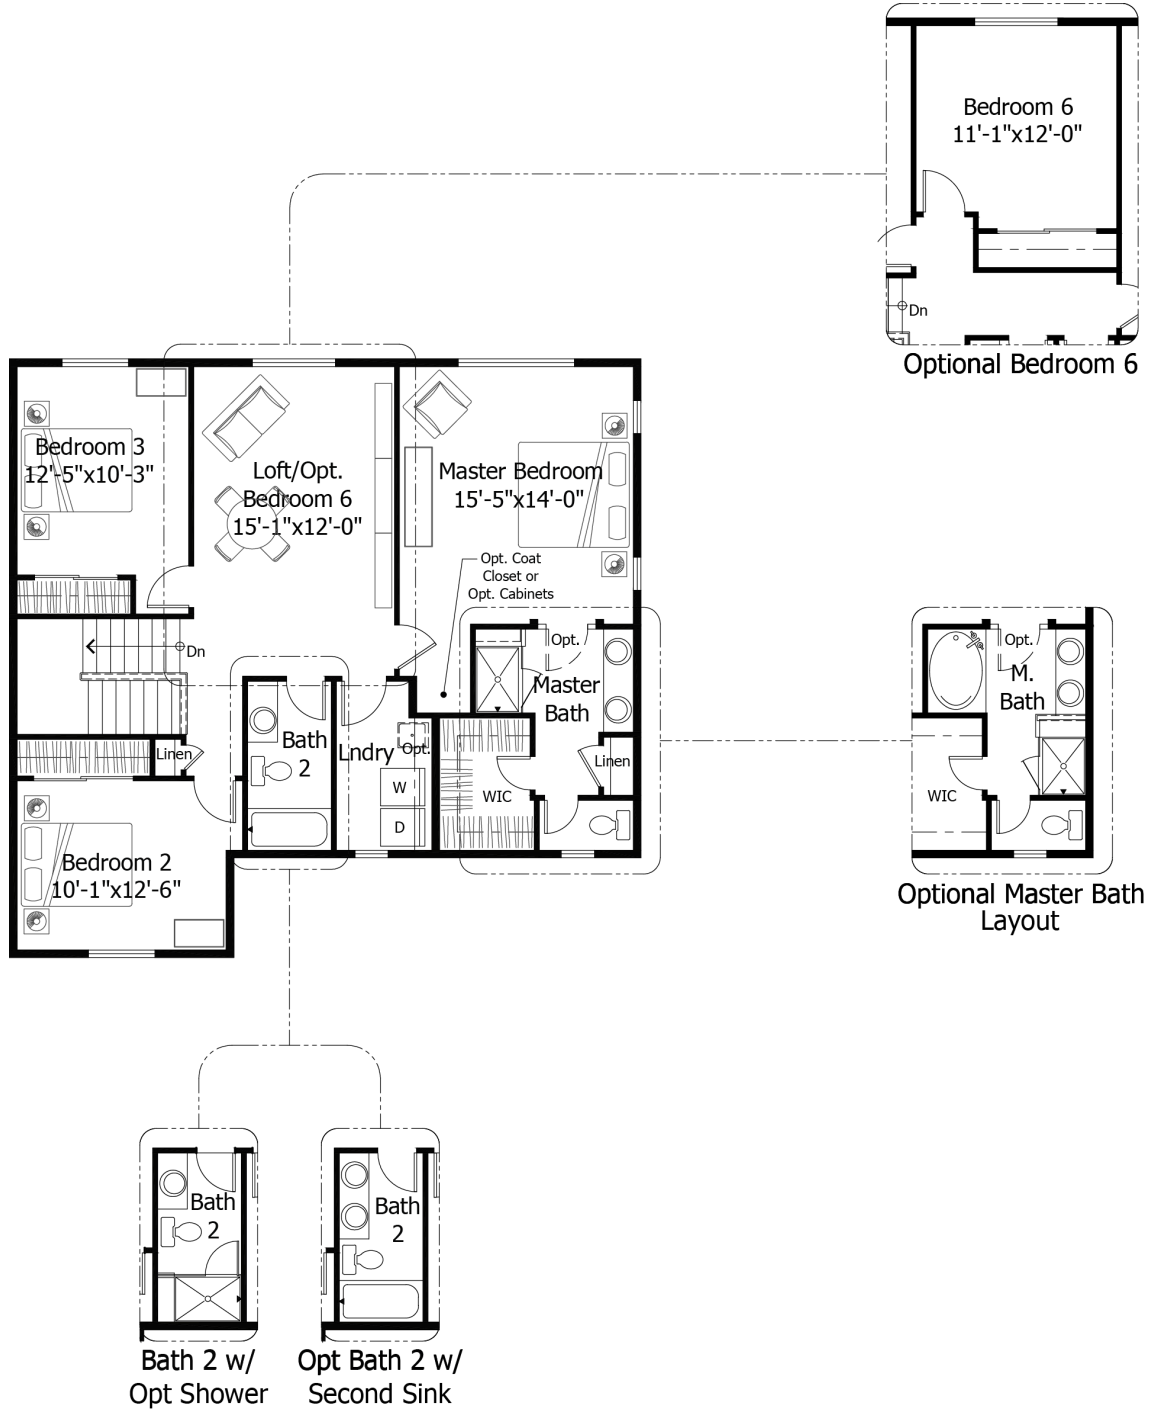 Bedroom 6
11'-1"x12'-0"
Dn
Optional Bedroom 6
Bedroom 3
12'-5"x10'-3"
Loft/Opt.
Bedroom 6
15'-1"x12'-0"
Master Bedroom
15'-5"x14'-0"
Opt. Coat
Closet or
Opt. Cabinets
Dn
Opt.
Master
Bath
Linen
Bath
2
Lndry
Opt.
W
D
WIC
Linen
Bedroom 2
10'-1"x12'-6"
Opt.
M.
Bath
WIC
Optional Master Bath
Layout
Bath
2
Bath 2 w/
Opt Shower
Bath
2
Opt Bath 2 w/
Second Sink